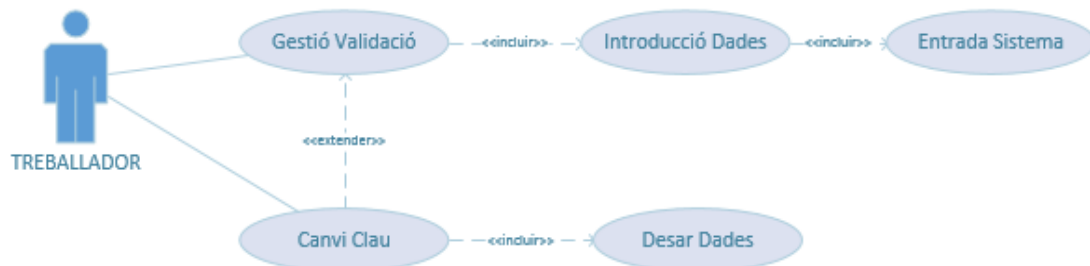 Gestió Validació
<<incluir>>
Introducció Dades
<<incluir>>
Entrada Sistema
<<extender>>
TREBALLADOR
Canvi Clau
<<incluir>>
Desar Dades